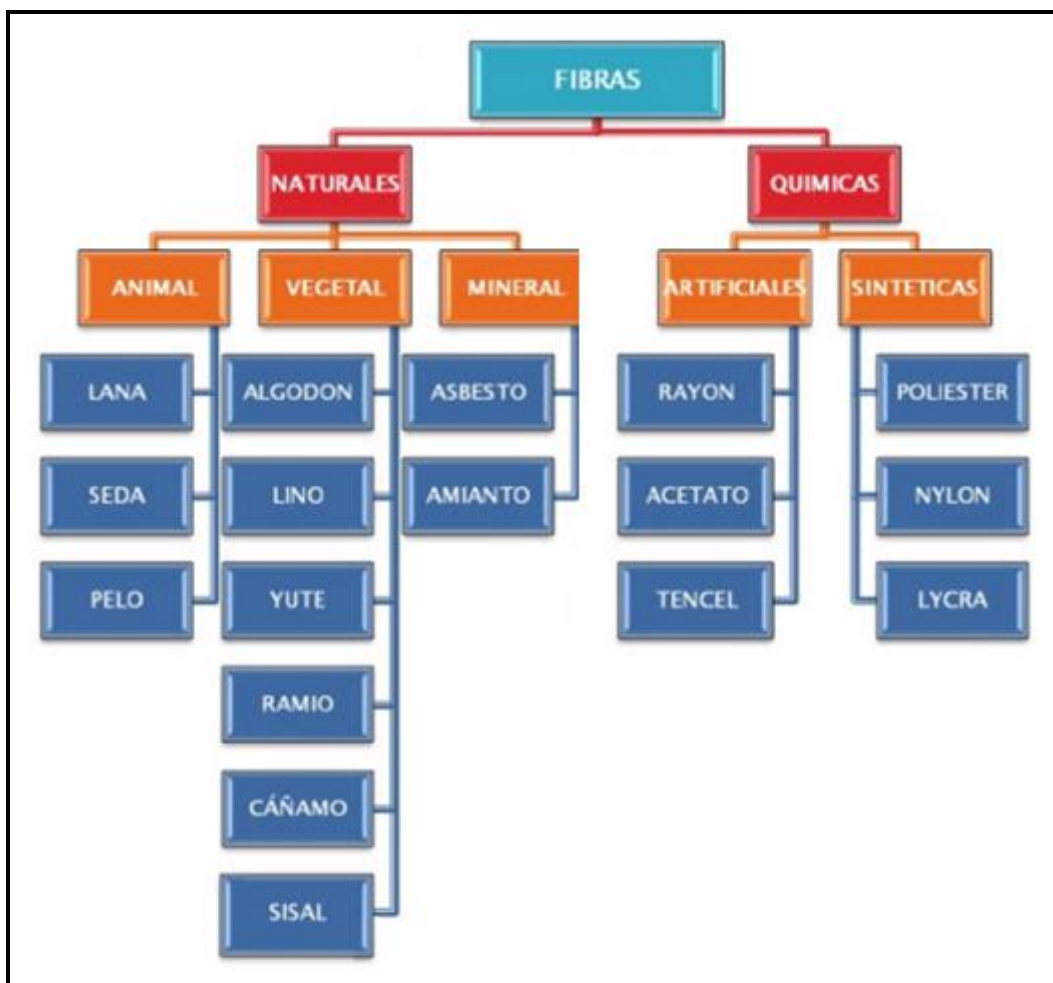 FIBRAS
NATURALES
QUIMICAS
ANIMAL
VEGETAL
MINERAL
ARTIFICIALES
SINTETICAS
LANA
ALGODON
ASBESTO
RAYON
POLIESTER
SEDA
LINO
AMIANTO
ACETATO
NYLON
PELO
YUTE
TENCEL
LYCRA
RAMIO
CÁÑAMO
SISAL